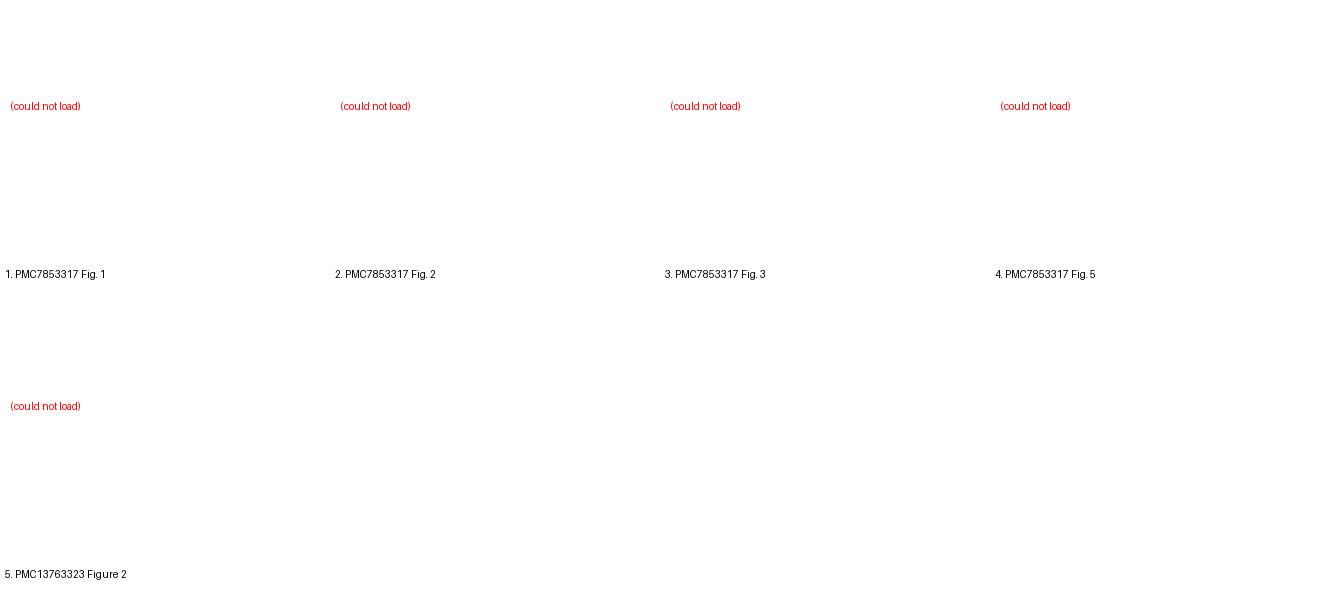 (could not load)
(could not load)
(could not load)
(could not load)
1. PMC7853317 Fig. 1
2. PMC7853317 Fig. 2
3. PMC7853317 Fig. 3
4. PMC7853317 Fig. 5
(could not load)
5. PMC13763323 Figure 2